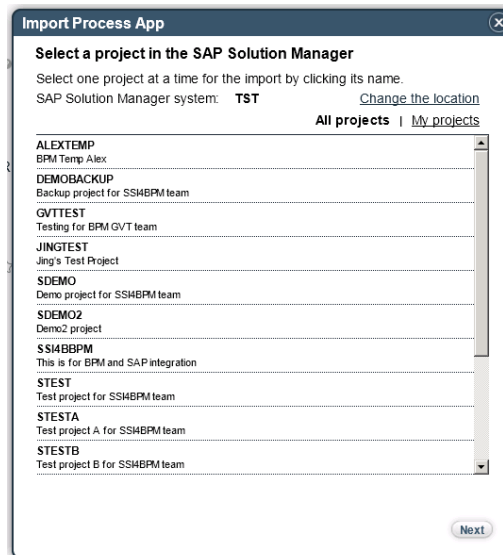 Import Process App
Select a project in the SAP Solution Manager
Select one project at a time for the import by clicking its name.
SAP Solution Manager system: TST Change the location
All projects | My projects
ALEXTEMP
BPM Temp Alex
DEMOBACKUP
Backup project for SSI4BPM team
GVTTEST
Testing for BPM GVT team
JINGTEST
Jing's Test Project
SDEMO
Demo project for SSI4BPM team
SDEMO2
Demo2 project
SSI4BBPM
This is for BPM and SAP integration
STEST
Test project for SSI4BPM team
STESTA
Test project A for SSI4BPM team
STESTB
Test project B for SSI4BPM team
Next